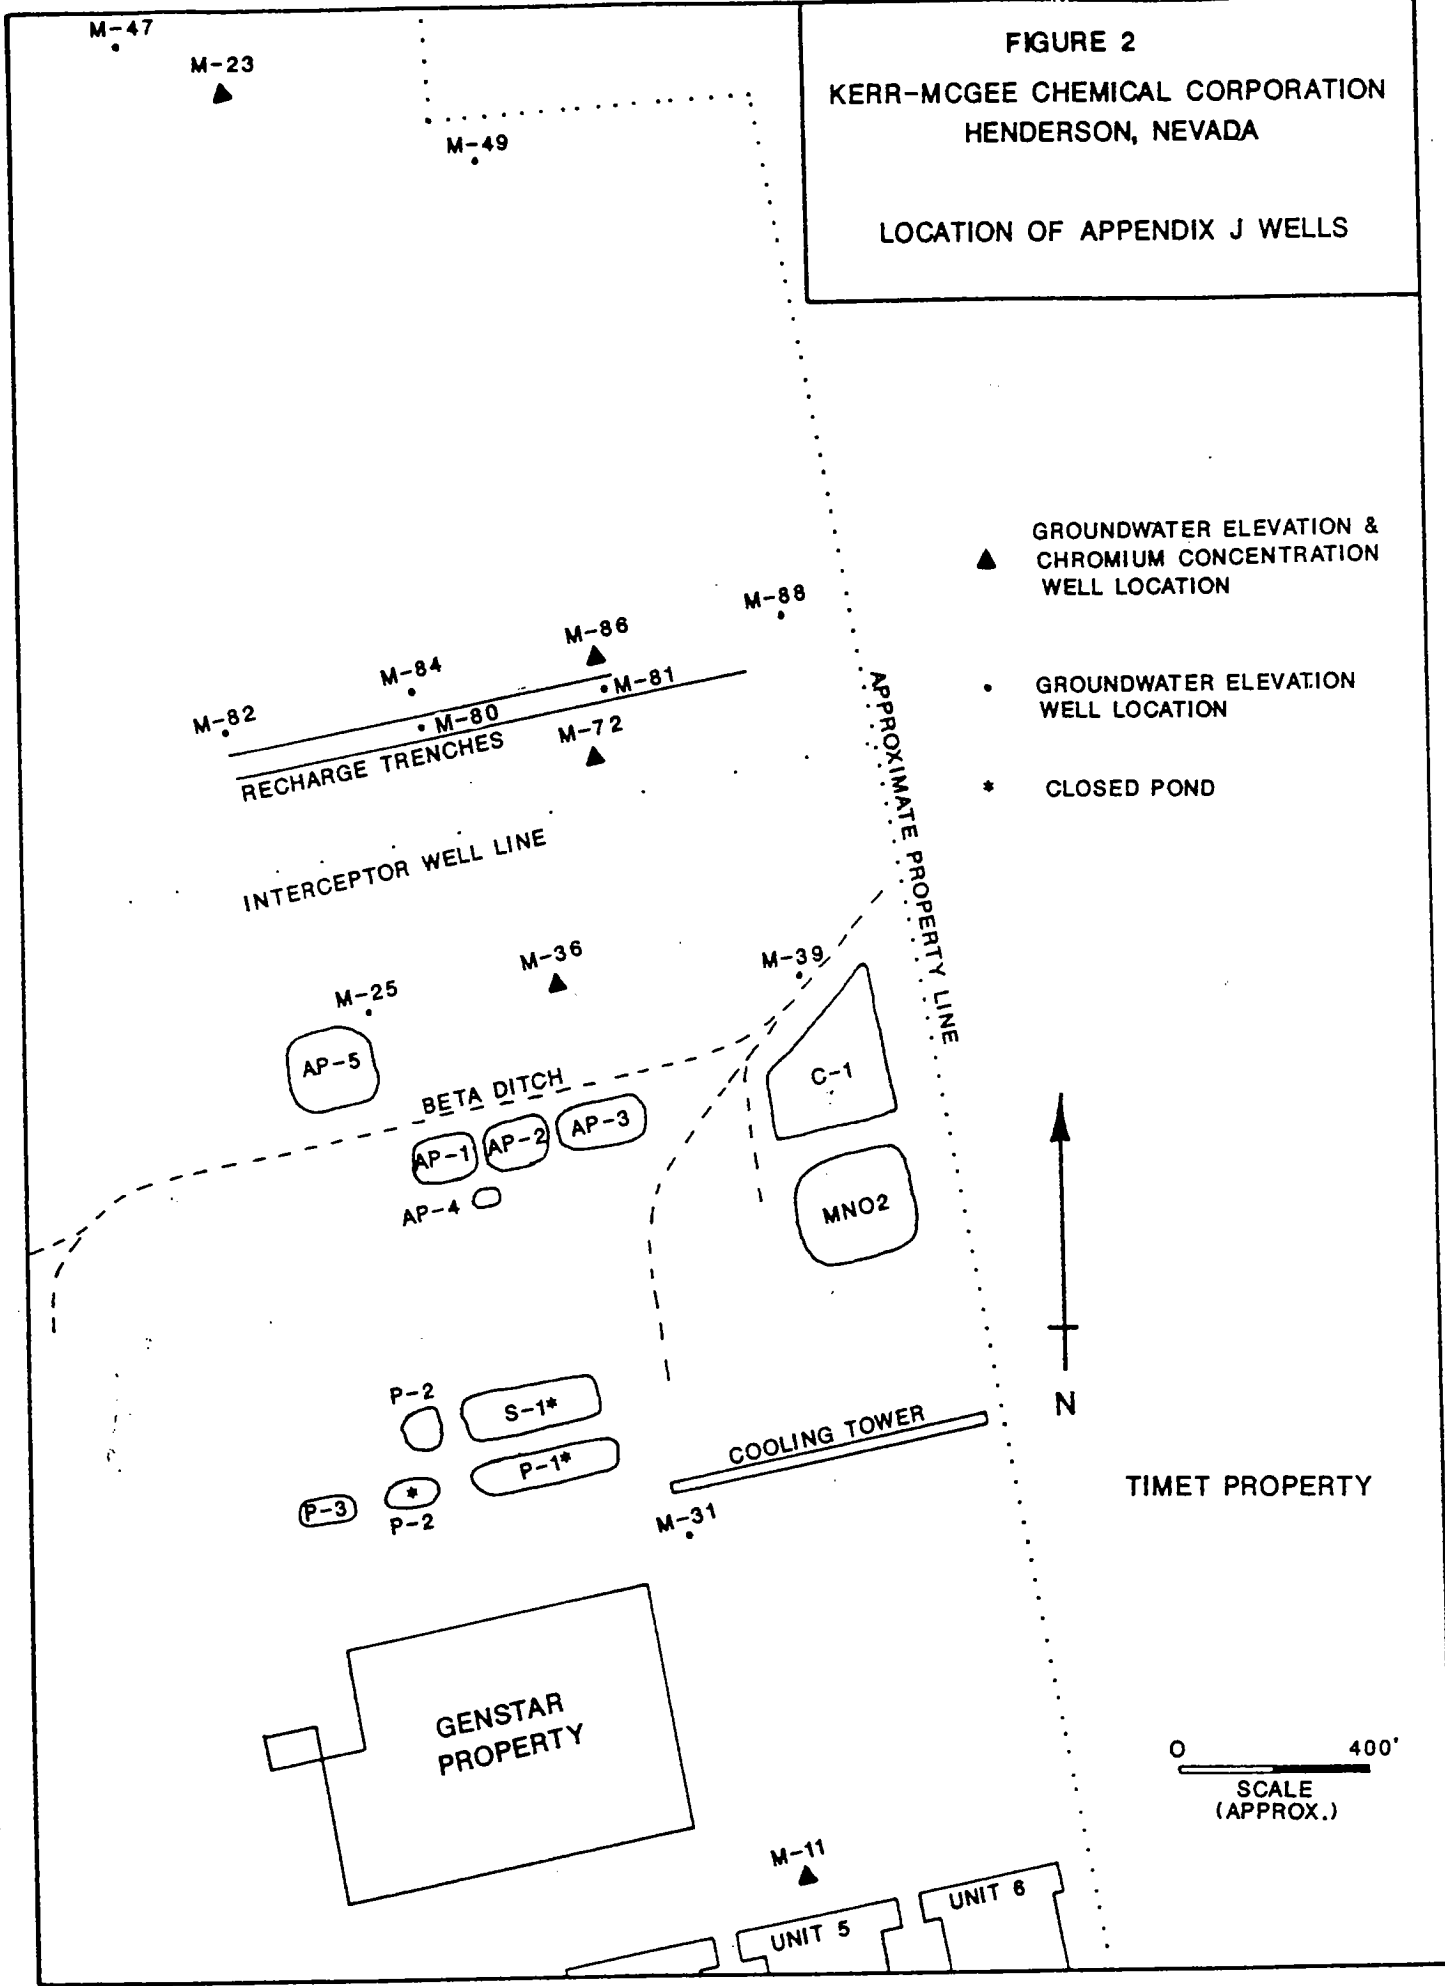 FIGURE 2
KERR-MCGEE CHEMICAL CORPORATION
HENDERSON, NEVADA
LOCATION OF APPENDIX J WELLS
M-47
M-23
M-49
GROUNDWATER ELEVATION &
CHROMIUM CONCENTRATION
WELL LOCATION
GROUNDWATER ELEVATION
WELL LOCATION
* CLOSED POND
M-88
M-86
M-84
M-81
M-82
M-80
M-72
RECHARGE TRENCHES
APPROXIMATE PROPERTY LINE
INTERCEPTOR WELL LINE
M-36
M-39
M-25
AP-5
C-1
BETA DITCH
AP-1
AP-2
AP-3
AP-4
MNO2
N
P-2
S-1*
P-1*
COOLING TOWER
P-3
*
P-2
M-31
TIMET PROPERTY
GENSTAR
PROPERTY
0 400'
SCALE
(APPROX.)
M-11
UNIT 5
UNIT 6